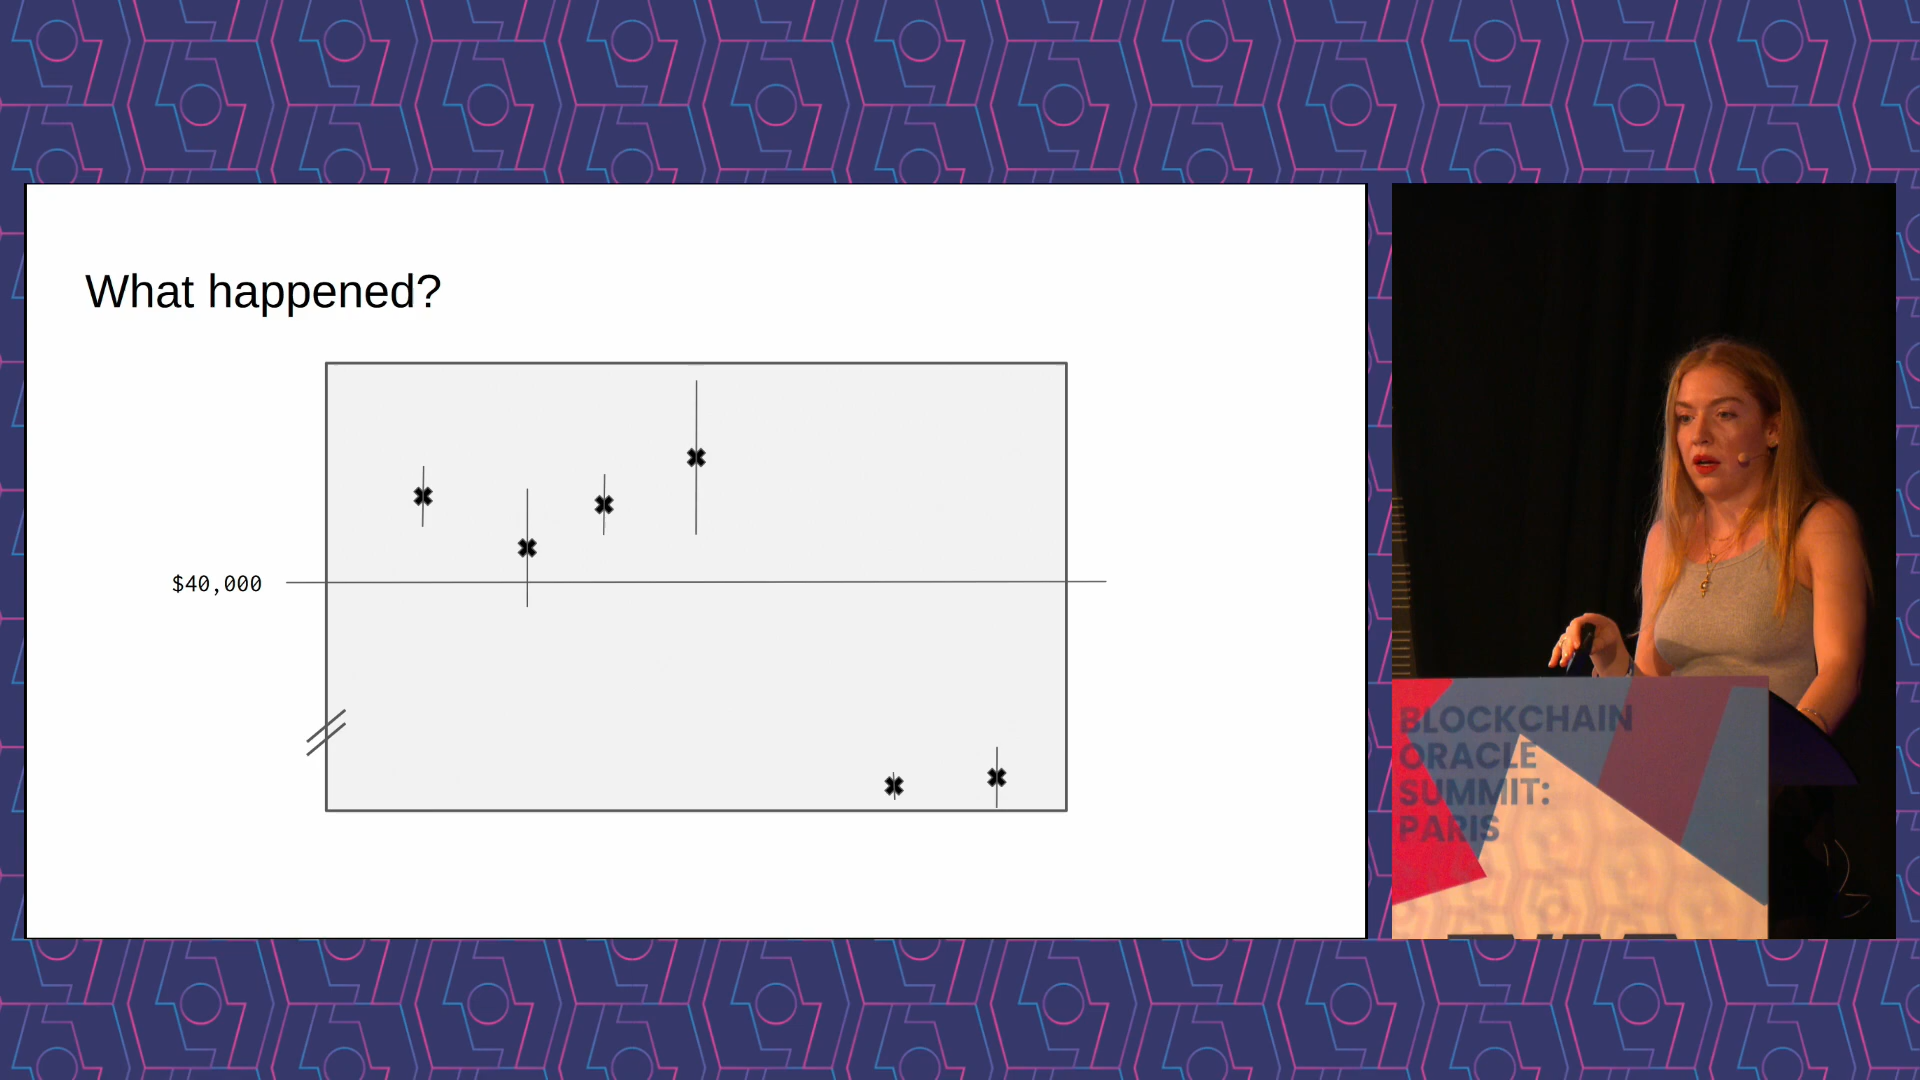 What happened?
$40,000
BLOCKCHAIN
ORACLE
SUMMIT:
PARIS